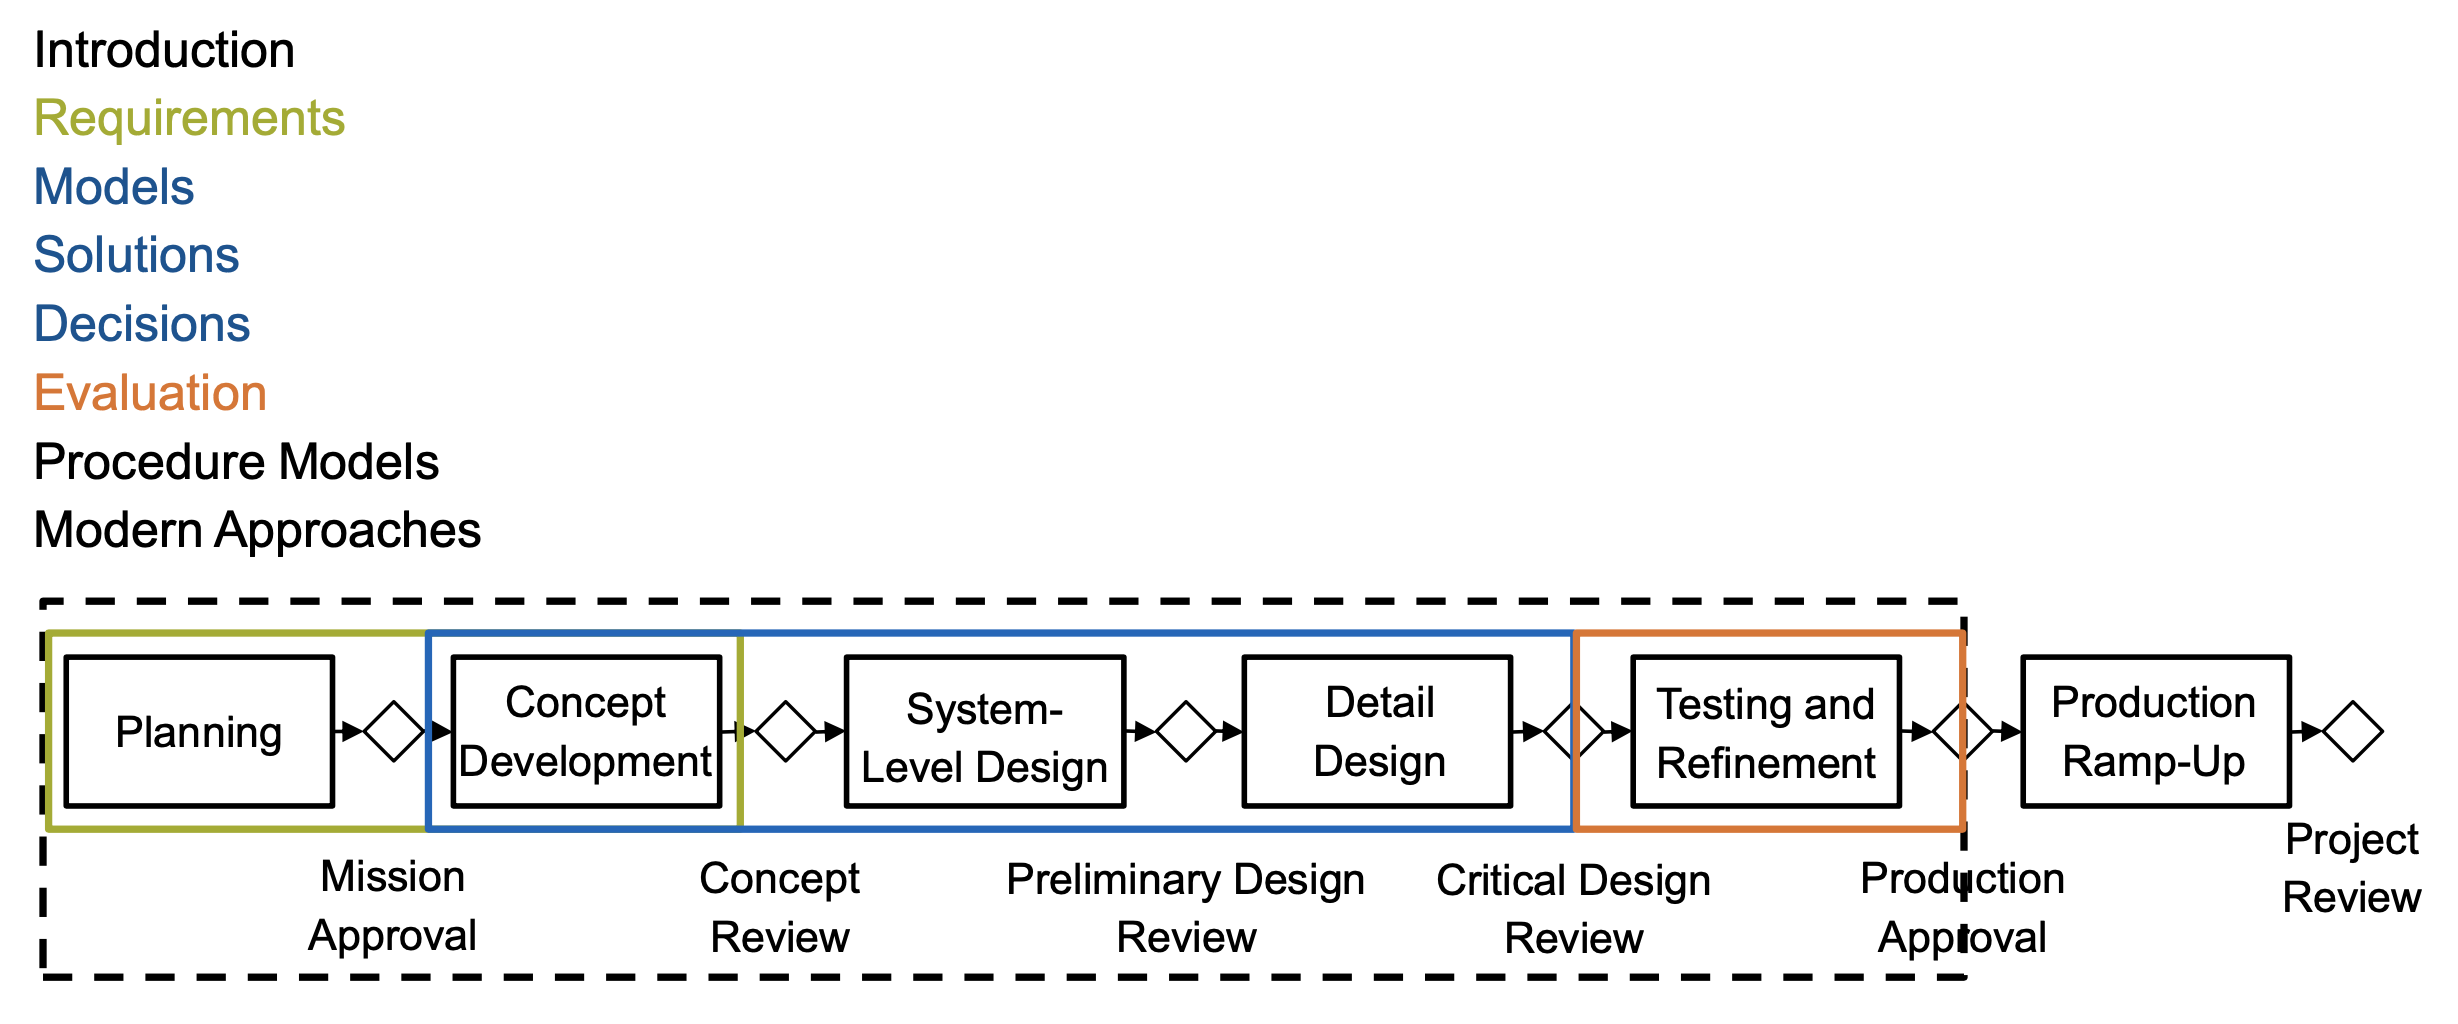 Introduction
Requirements
Models
Solutions
Decisions
Evaluation
Procedure Models
Modern Approaches
Planning
Concept
Development
System-
Level Design
Detail
Design
Testing and
Refinement
Production
Ramp-Up
Mission
Approval
Concept
Review
Preliminary Design
Review
Critical Design
Review
Production
Approval
Project
Review